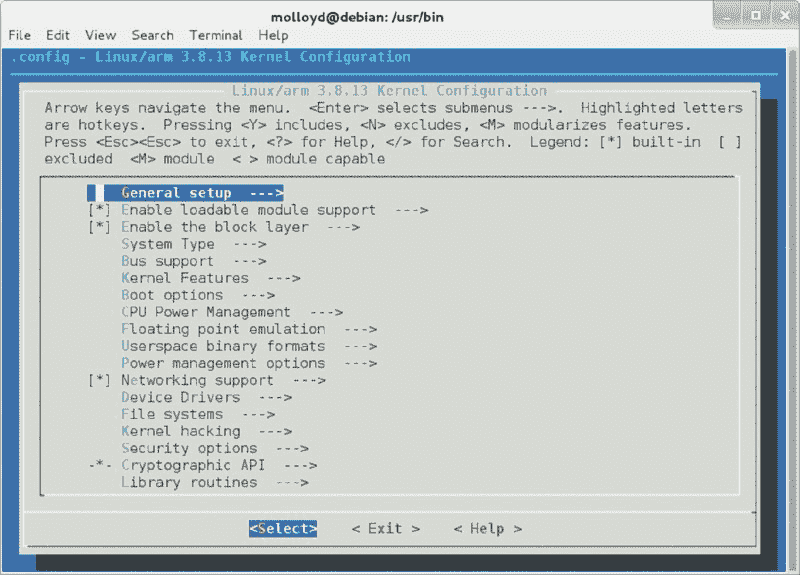 molloyd@debian: /usr/bin
File Edit View Search Terminal Help
.config - Linux/arm 3.8.13 Kernel Configuration
Linux/arm 3.8.13 Kernel Configuration
Arrow keys navigate the menu. <Enter> selects submenus --->. Highlighted letters
are hotkeys. Pressing <Y> includes, <N> excludes, <M> modularizes features.
Press <Esc><Esc> to exit, <?> for Help, </> for Search. Legend: [*] built-in [ ]
excluded <M> module < > module capable
General setup --->
[*] Enable loadable module support --->
[*] Enable the block layer --->
System Type --->
Bus support --->
Kernel Features --->
Boot options --->
CPU Power Management --->
Floating point emulation --->
Userspace binary formats --->
Power management options --->
[*] Networking support --->
Device Drivers --->
File systems --->
Kernel hacking --->
Security options --->
-*- Cryptographic API --->
Library routines --->
<Select> < Exit > < Help >